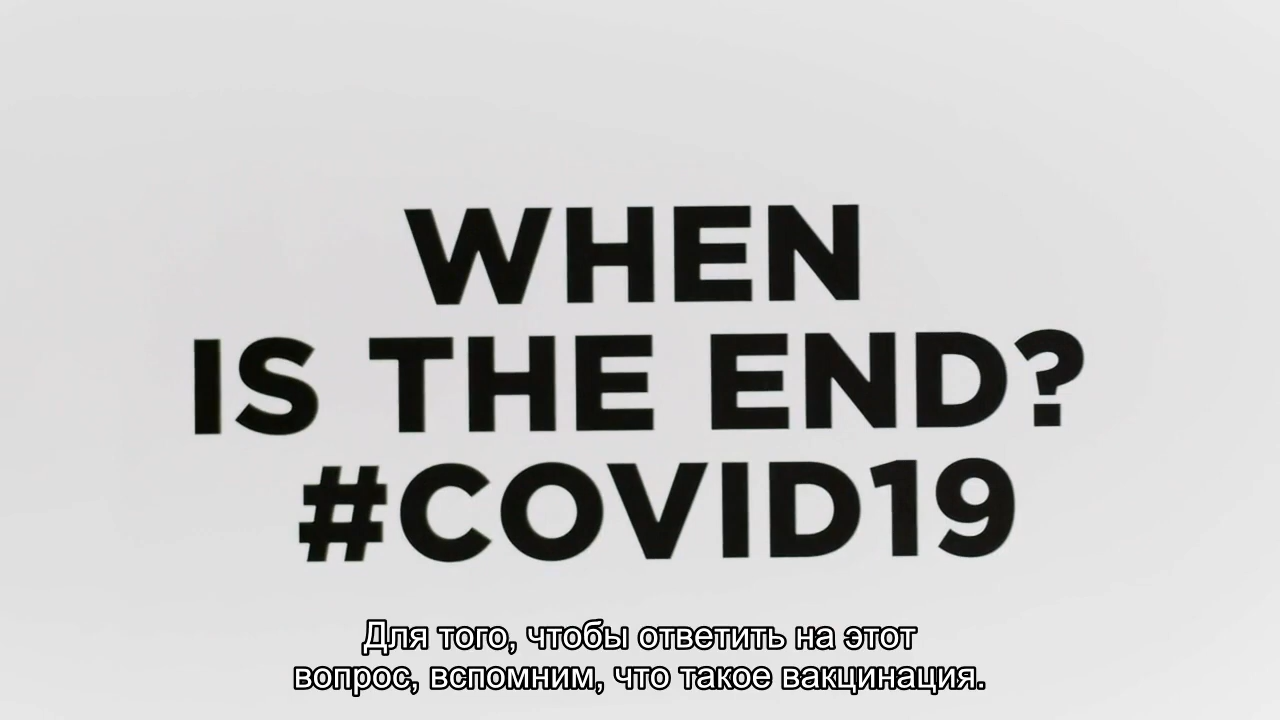 WHEN
IS THE END?
#COVID19
Для того, чтобы ответить на этот
вопрос, вспомним, что такое вакцинация.